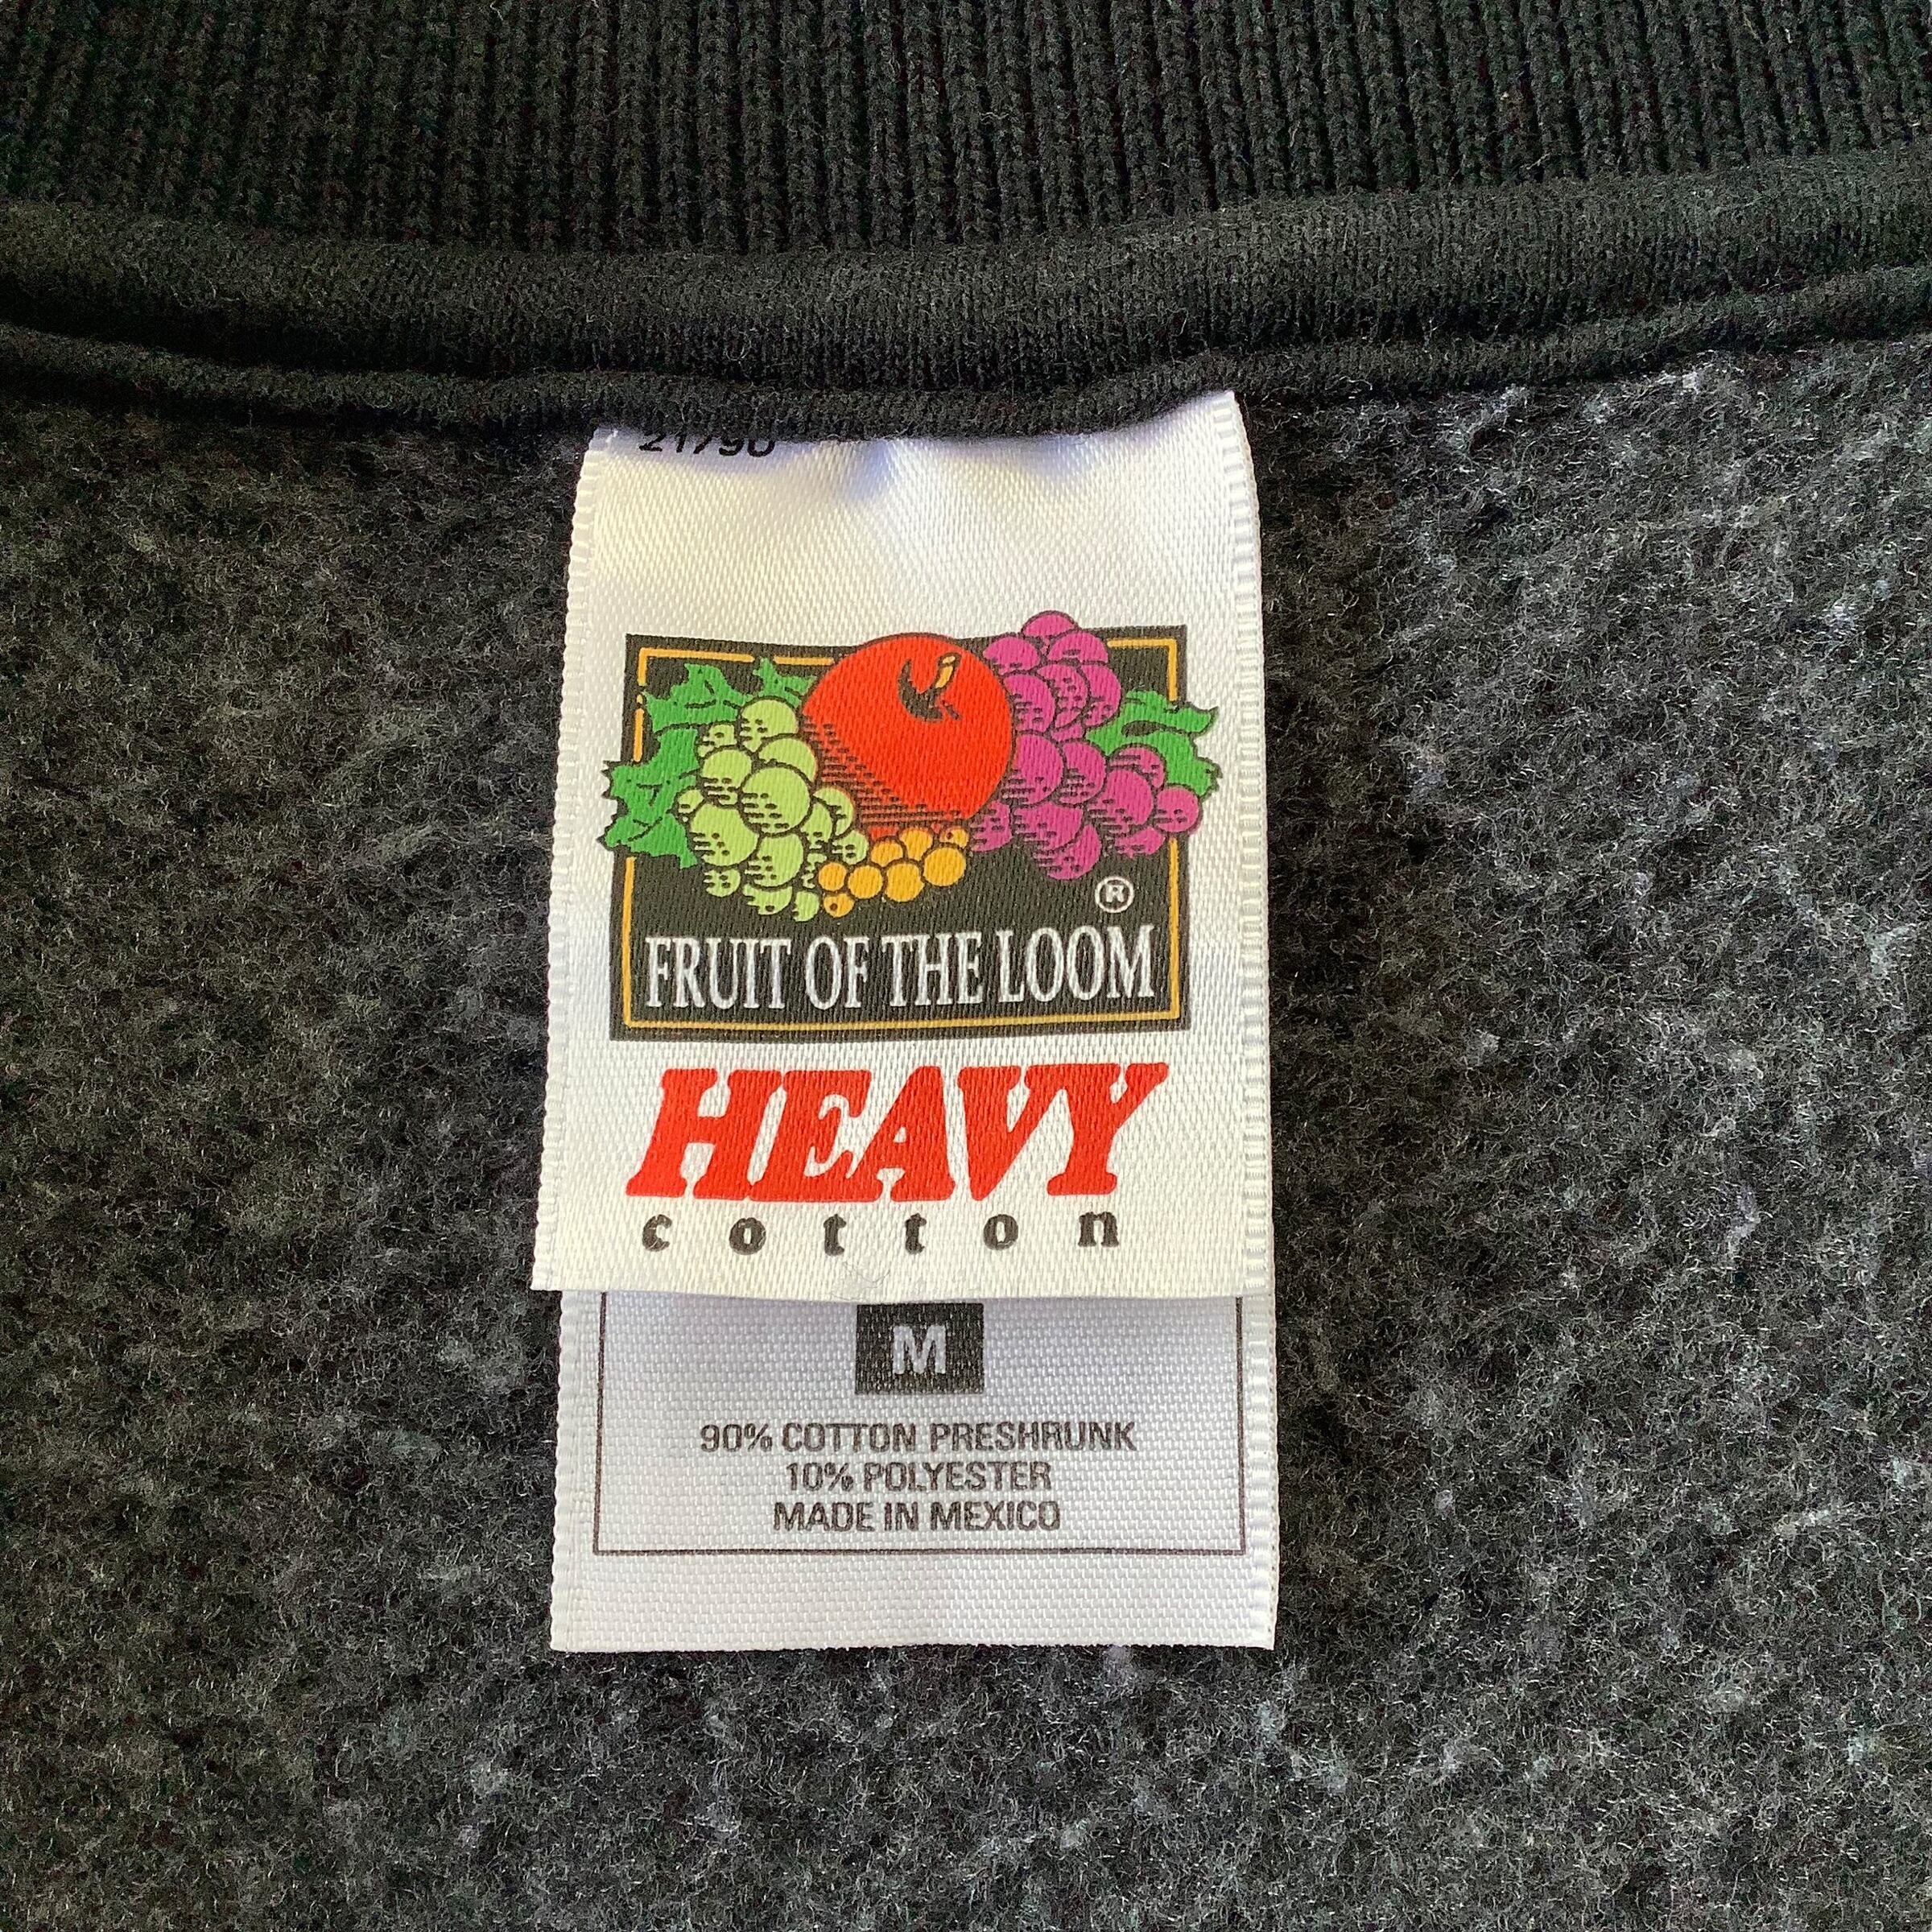 ®
FRUIT OF THE LOOM
HEAVY
cotton
M
90% COTTON PRESHRUNK
10% POLYESTER
MADE IN MEXICO